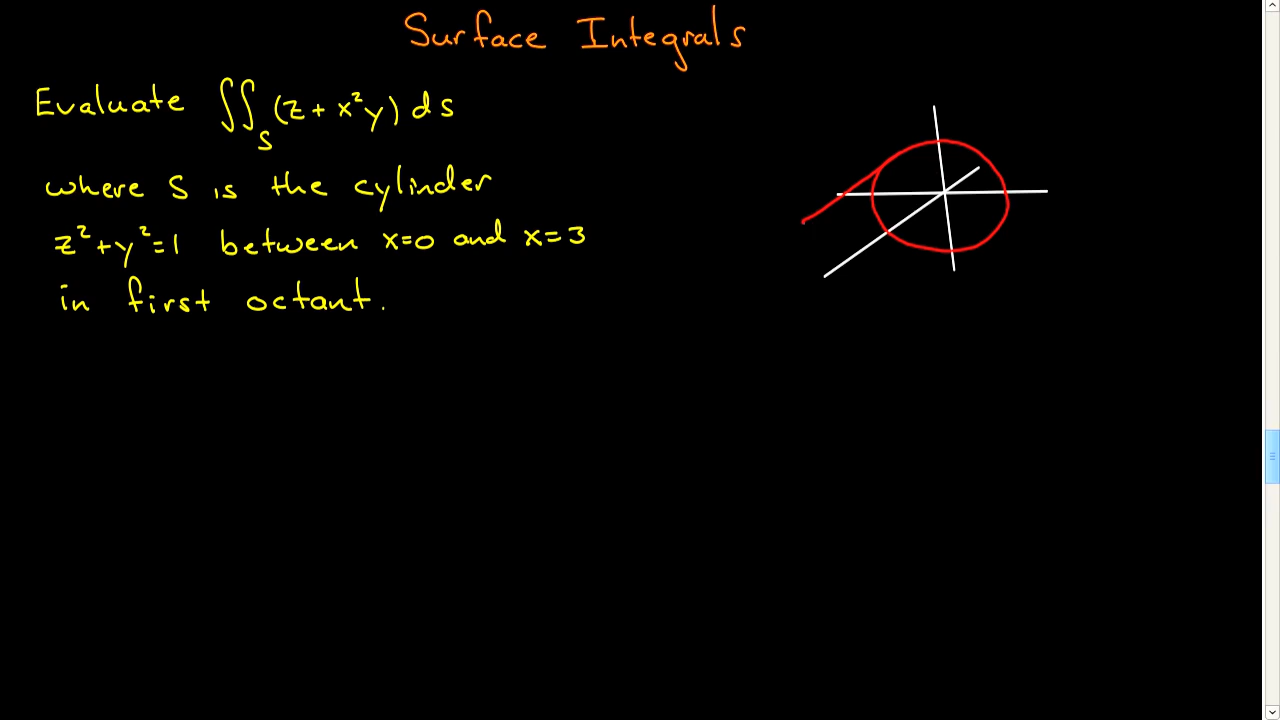 Surface Integrals
Evaluate ∬_S (z + x²y) ds
where S is the cylinder
z² + y² = 1 between x=0 and x=3
in first octant.